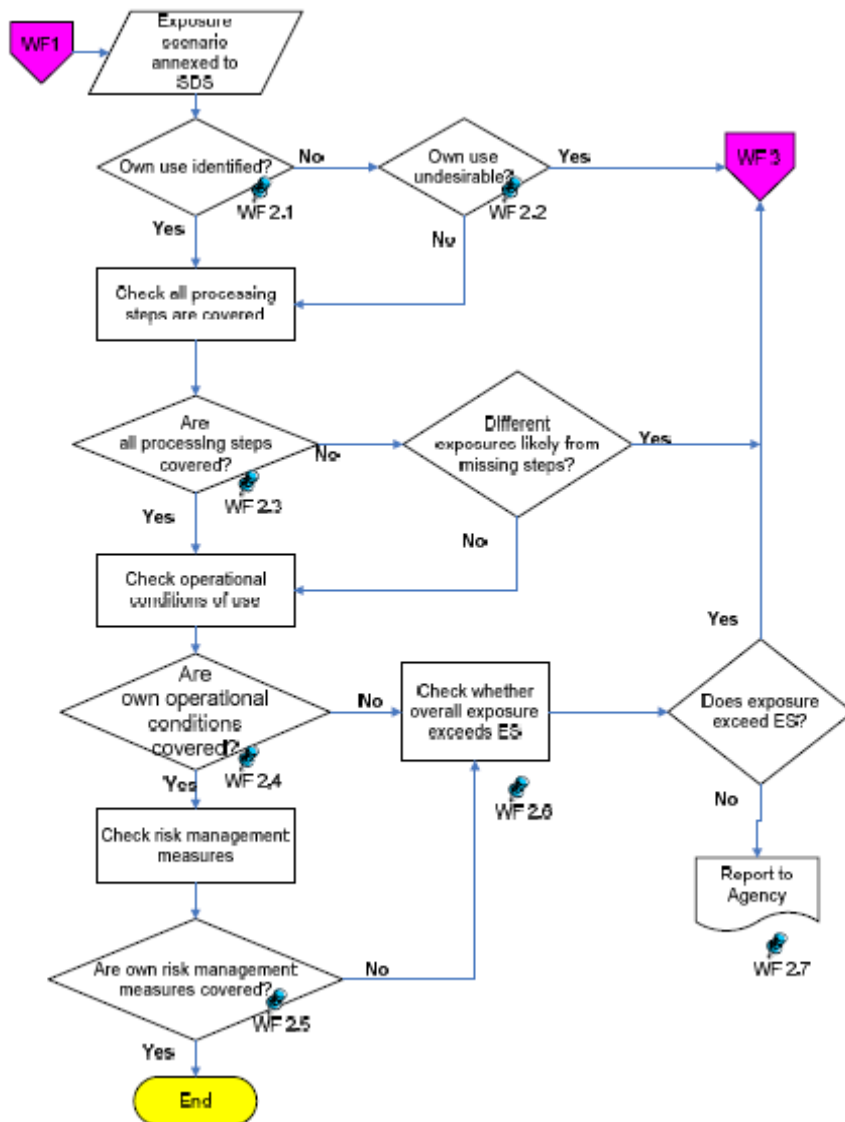 WF1
Exposure
scenario
annexed to
SDS
Own use identified?
No
Own use
undesirable?
Yes
WF 3
WF 2.1
WF 2.2
Yes
No
Check all processing
steps are covered
Are
all processing steps
covered?
No
Different
exposures likely from
missing steps?
Yes
WF 2.3
Yes
No
Check operational
conditions of use
Are
own operational
conditions
covered?
No
Check whether
overall exposure
exceeds ES
Yes
Does exposure
exceed ES?
WF 2.4
Yes
WF 2.6
No
Check risk management
measures
Report to
Agency
WF 2.7
Are own risk management
measures covered?
No
WF 2.5
Yes
End